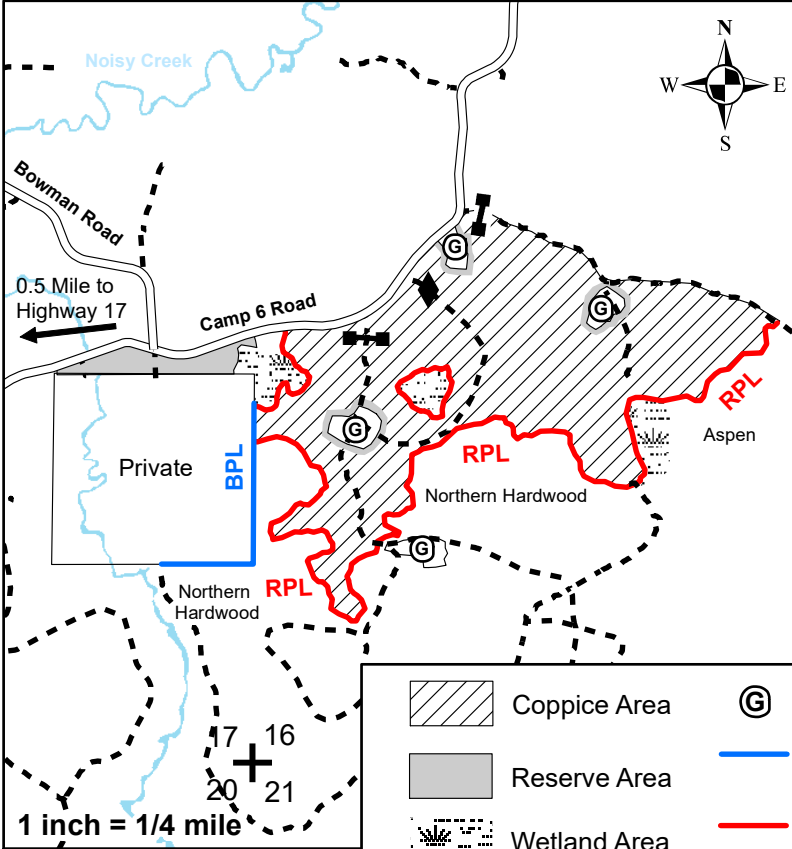 Noisy Creek
N
W
E
S
Bowman Road
G
0.5 Mile to
Highway 17
Camp 6 Road
G
G
RPL
Aspen
Private
BPL
RPL
Northern Hardwood
G
Northern
Hardwood
RPL
17 16
20 21
1 inch = 1/4 mile
Coppice Area
G
Reserve Area
Wetland Area